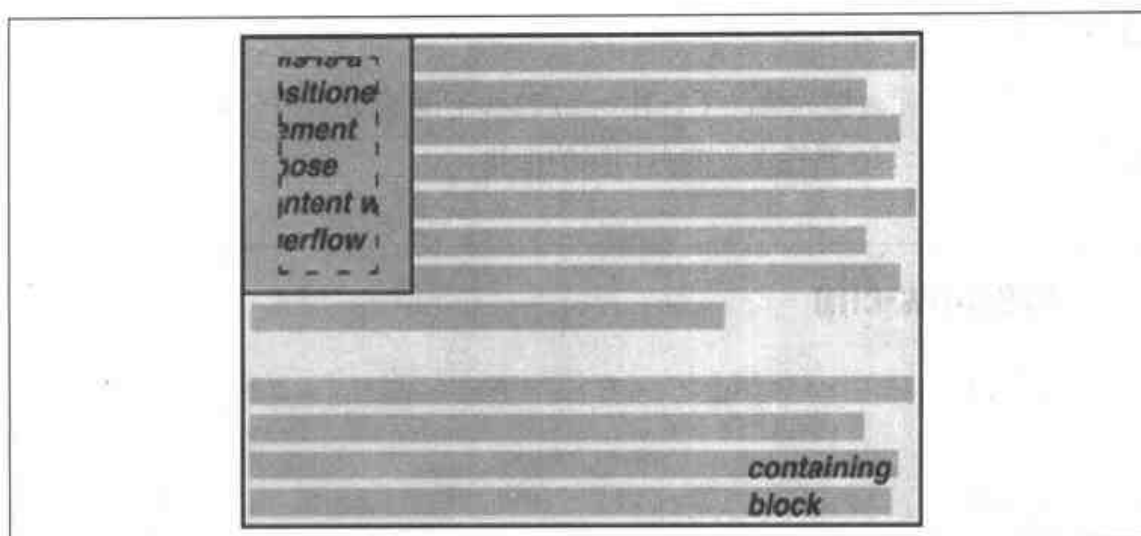 sitione
ement
pose
ntent w
erflow
containing
block